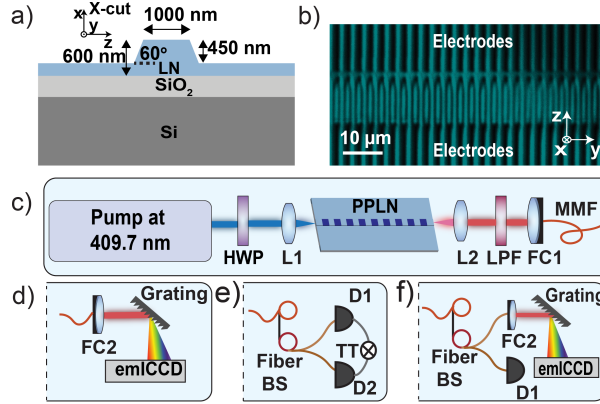 a)
x X-cut
y
z
1000 nm
600 nm
60°
450 nm
LN
SiO2
Si
b)
Electrodes
10 µm
Electrodes
z
x
y
c)
Pump at
409.7 nm
HWP
L1
PPLN
L2
LPF
FC1
MMF
d)
Grating
FC2
emICCD
e)
D1
Fiber
BS
TT
D2
f)
Grating
FC2
Fiber
BS
D1
emICCD